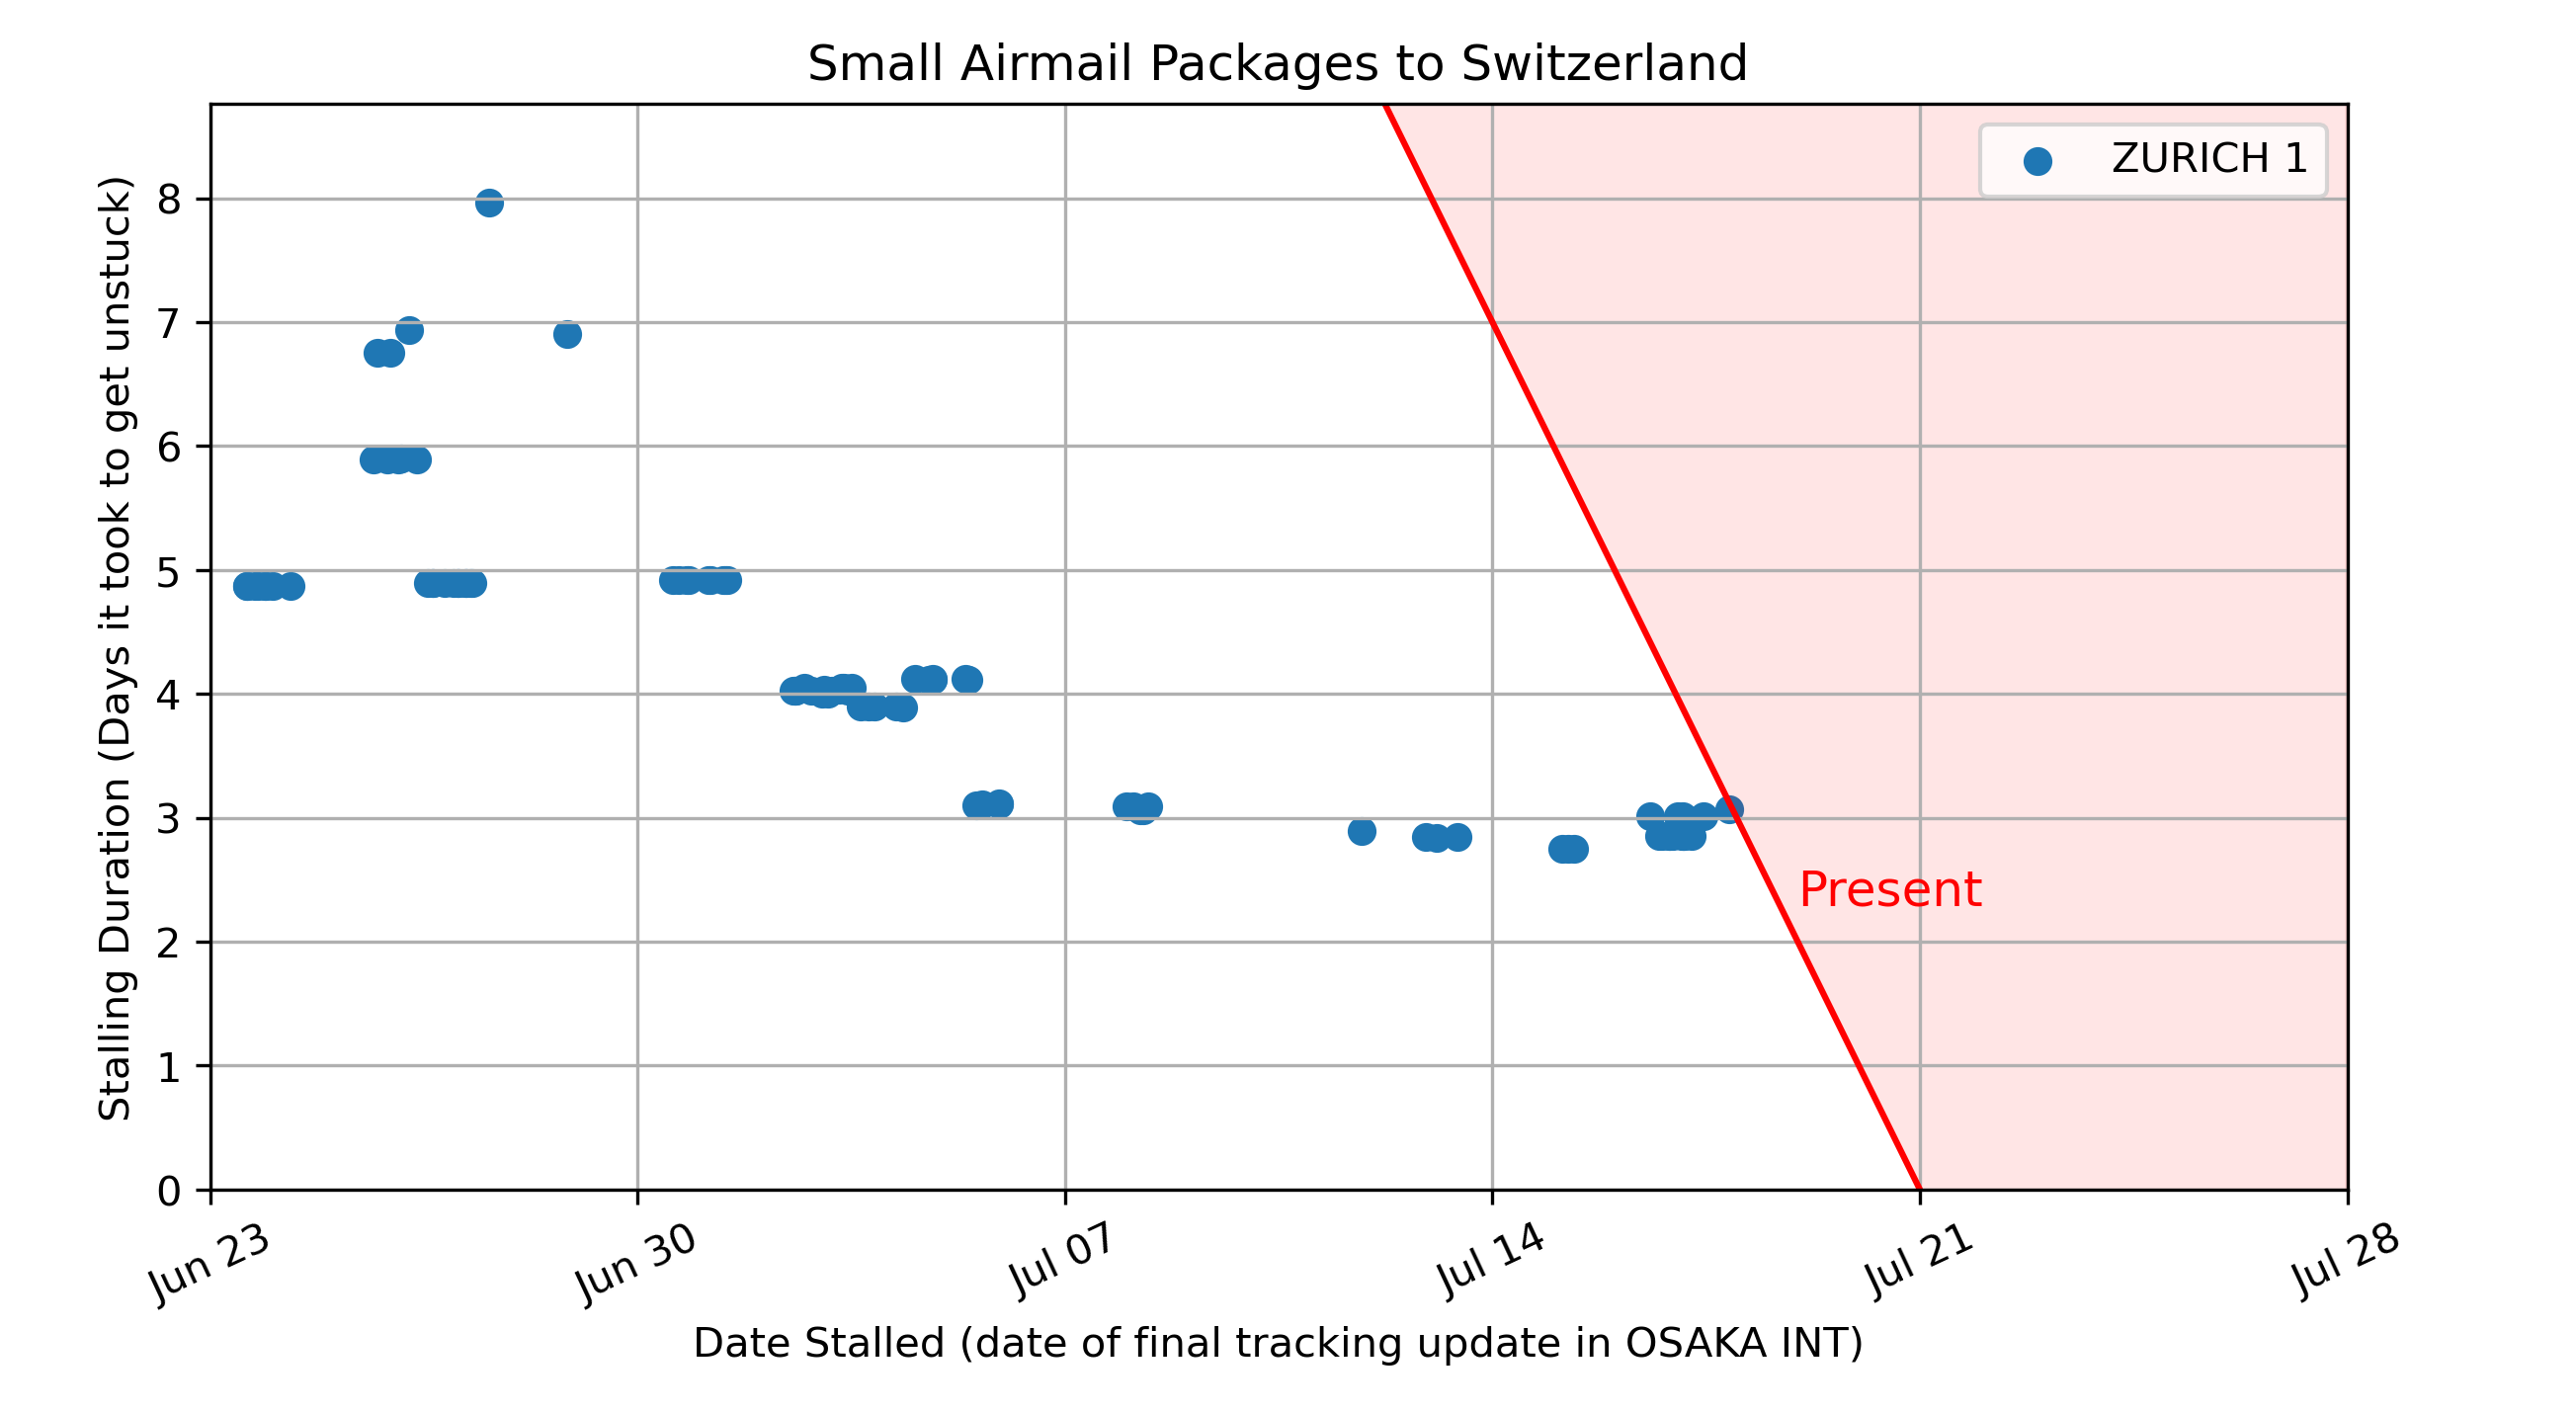 Small Airmail Packages to Switzerland
ZURICH 1
Stalling Duration (Days it took to get unstuck)
8
7
6
5
4
3
2
1
0
Present
Jun 23
Jun 30
Jul 07
Jul 14
Jul 21
Jul 28
Date Stalled (date of final tracking update in OSAKA INT)